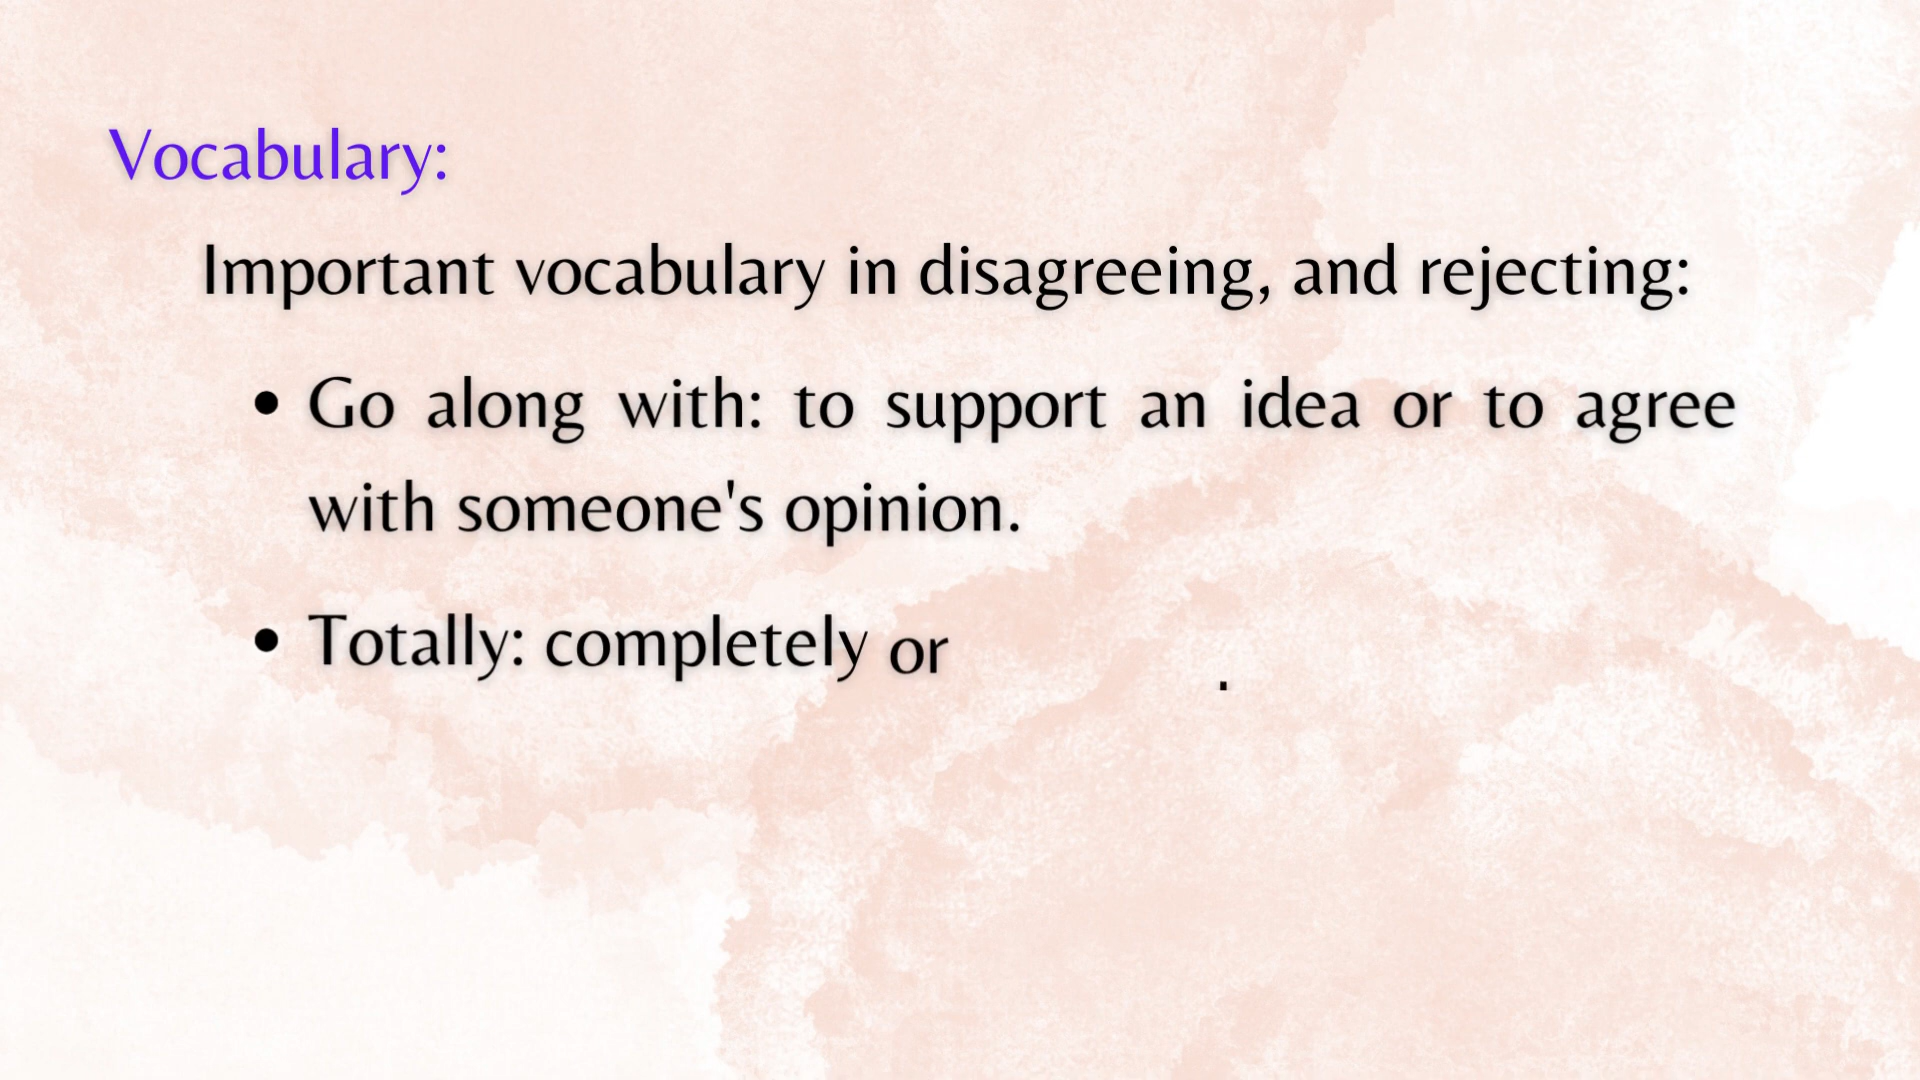 Vocabulary:
Important vocabulary in disagreeing, and rejecting:
• Go along with: to support an idea or to agree
with someone's opinion.
• Totally: completely or .